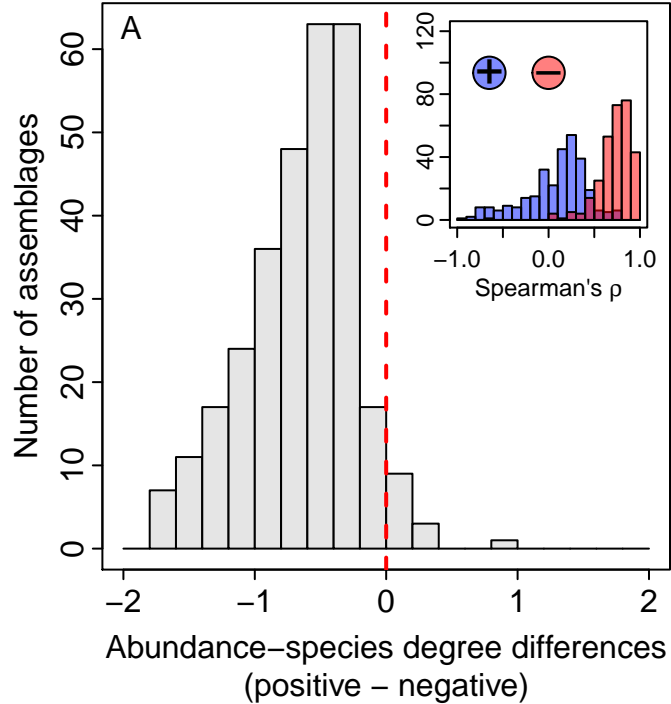 A
Number of assemblages
60
50
40
30
20
10
0
−2 −1 0 1 2
Abundance−species degree differences
(positive − negative)
120
80
40
0
+ −
−1.0 0.0 1.0
Spearman's ρ